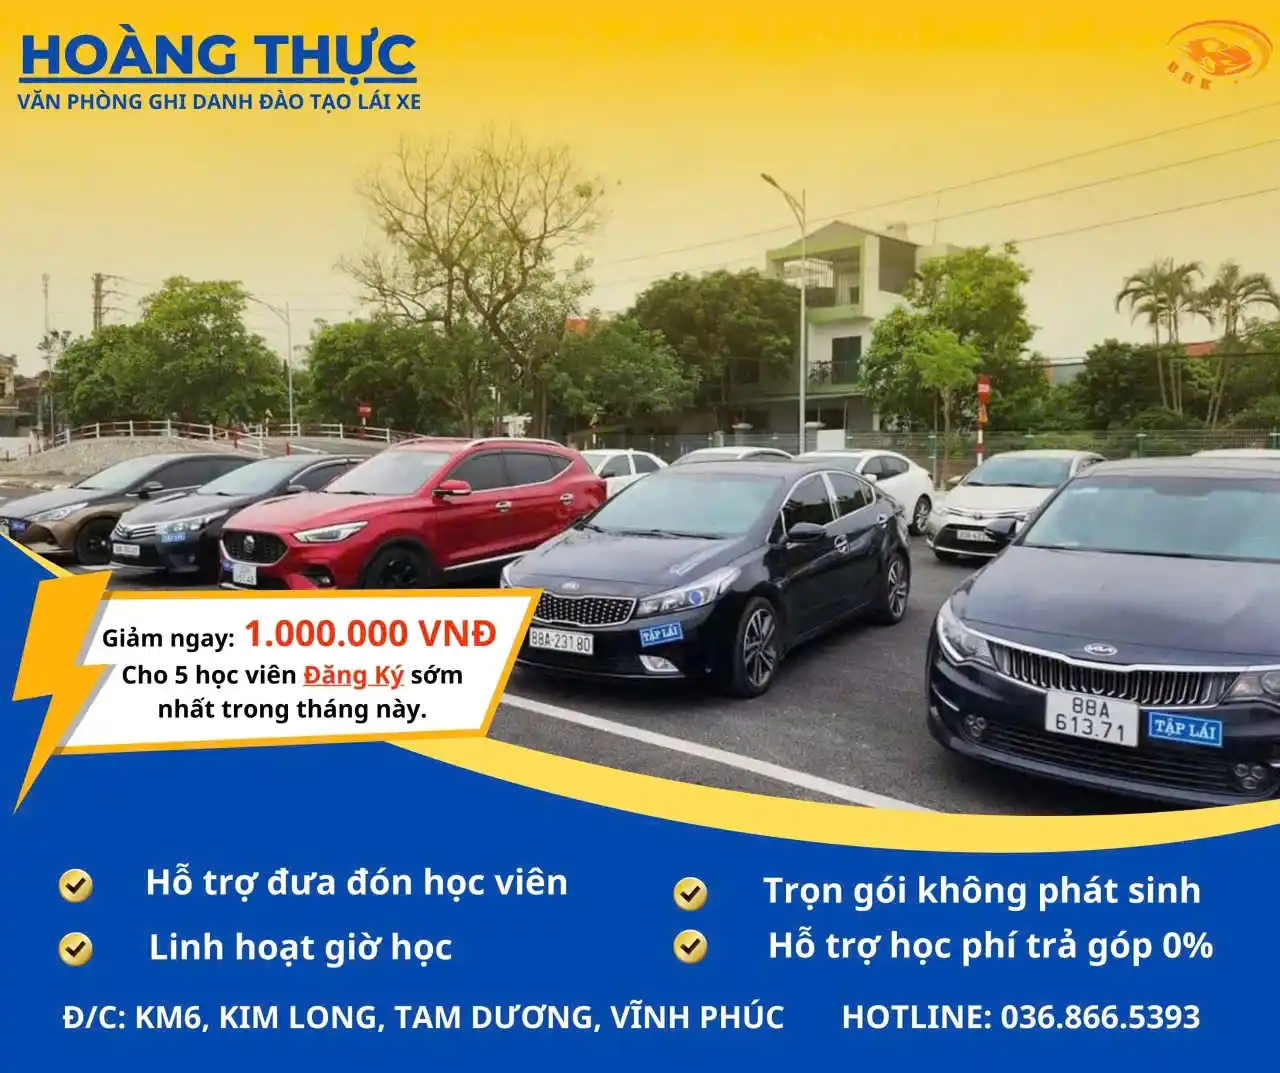 HOÀNG THỰC
VĂN PHÒNG GHI DANH ĐÀO TẠO LÁI XE
BHK
Giảm ngay: 1.000.000 VNĐ
Cho 5 học viên Đăng Ký sớm
nhất trong tháng này.
88A-231 80
TẬP LÁI
88A
613.71
TẬP LÁI
Hỗ trợ đưa đón học viên
Linh hoạt giờ học
Trọn gói không phát sinh
Hỗ trợ học phí trả góp 0%
Đ/C: KM6, KIM LONG, TAM DƯƠNG, VĨNH PHÚC
HOTLINE: 036.866.5393